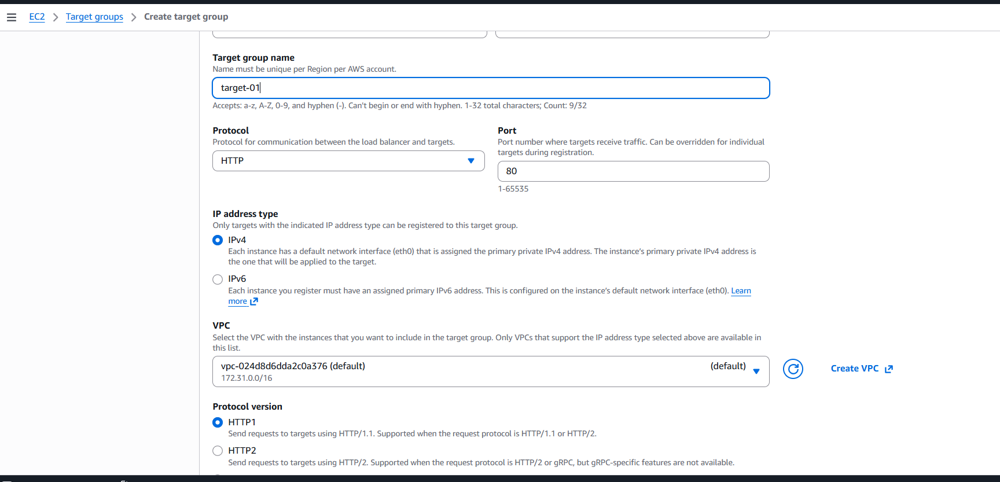 EC2 > Target groups > Create target group
Target group name
Name must be unique per Region per AWS account.
target-01
Accepts: a-z, A-Z, 0-9, and hyphen (-). Can't begin or end with hyphen. 1-32 total characters; Count: 9/32
Protocol
Protocol for communication between the load balancer and targets.
HTTP
Port
Port number where targets receive traffic. Can be overridden for individual
targets during registration.
80
1-65535
IP address type
Only targets with the indicated IP address type can be registered to this target group.
IPv4
Each instance has a default network interface (eth0) that is assigned the primary private IPv4 address. The instance's primary private IPv4 address is
the one that will be applied to the target.
IPv6
Each instance you register must have an assigned primary IPv6 address. This is configured on the instance's default network interface (eth0). Learn
more
VPC
Select the VPC with the instances that you want to include in the target group. Only VPCs that support the IP address type selected above are available in
this list.
vpc-024d8d6dda2c0a376 (default) (default)
172.31.0.0/16
Create VPC
Protocol version
HTTP1
Send requests to targets using HTTP/1.1. Supported when the request protocol is HTTP/1.1 or HTTP/2.
HTTP2
Send requests to targets using HTTP/2. Supported when the request protocol is HTTP/2 or gRPC, but gRPC-specific features are not available.